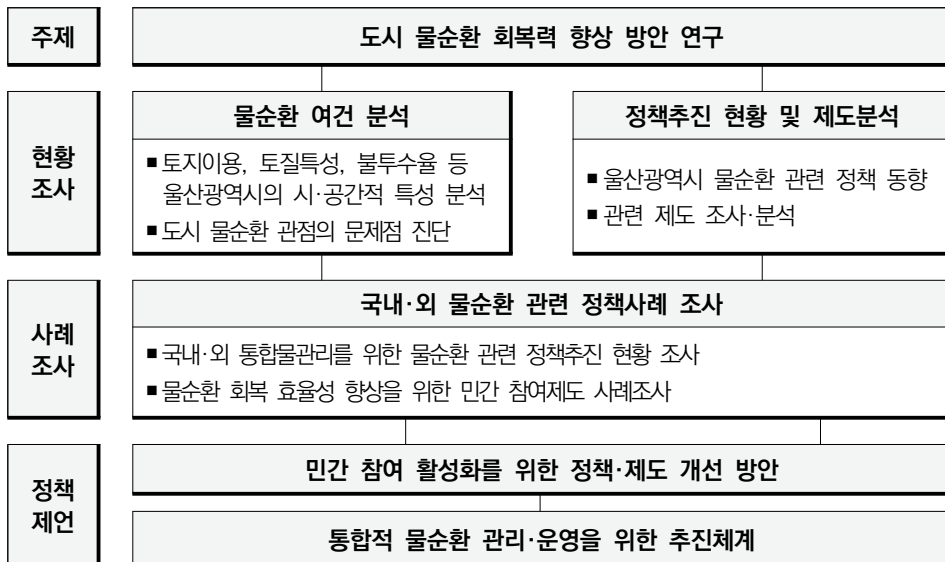 주제
도시 물순환 회복력 향상 방안 연구
현황
조사
물순환 여건 분석
■ 토지이용, 토질특성, 불투수율 등
울산광역시의 시·공간적 특성 분석
■ 도시 물순환 관점의 문제점 진단
정책추진 현황 및 제도분석
■ 울산광역시 물순환 관련 정책 동향
■ 관련 제도 조사·분석
사례
조사
국내·외 물순환 관련 정책사례 조사
■ 국내·외 통합물관리를 위한 물순환 관련 정책추진 현황 조사
■ 물순환 회복 효율성 향상을 위한 민간 참여제도 사례조사
정책
제언
민간 참여 활성화를 위한 정책·제도 개선 방안
통합적 물순환 관리·운영을 위한 추진체계